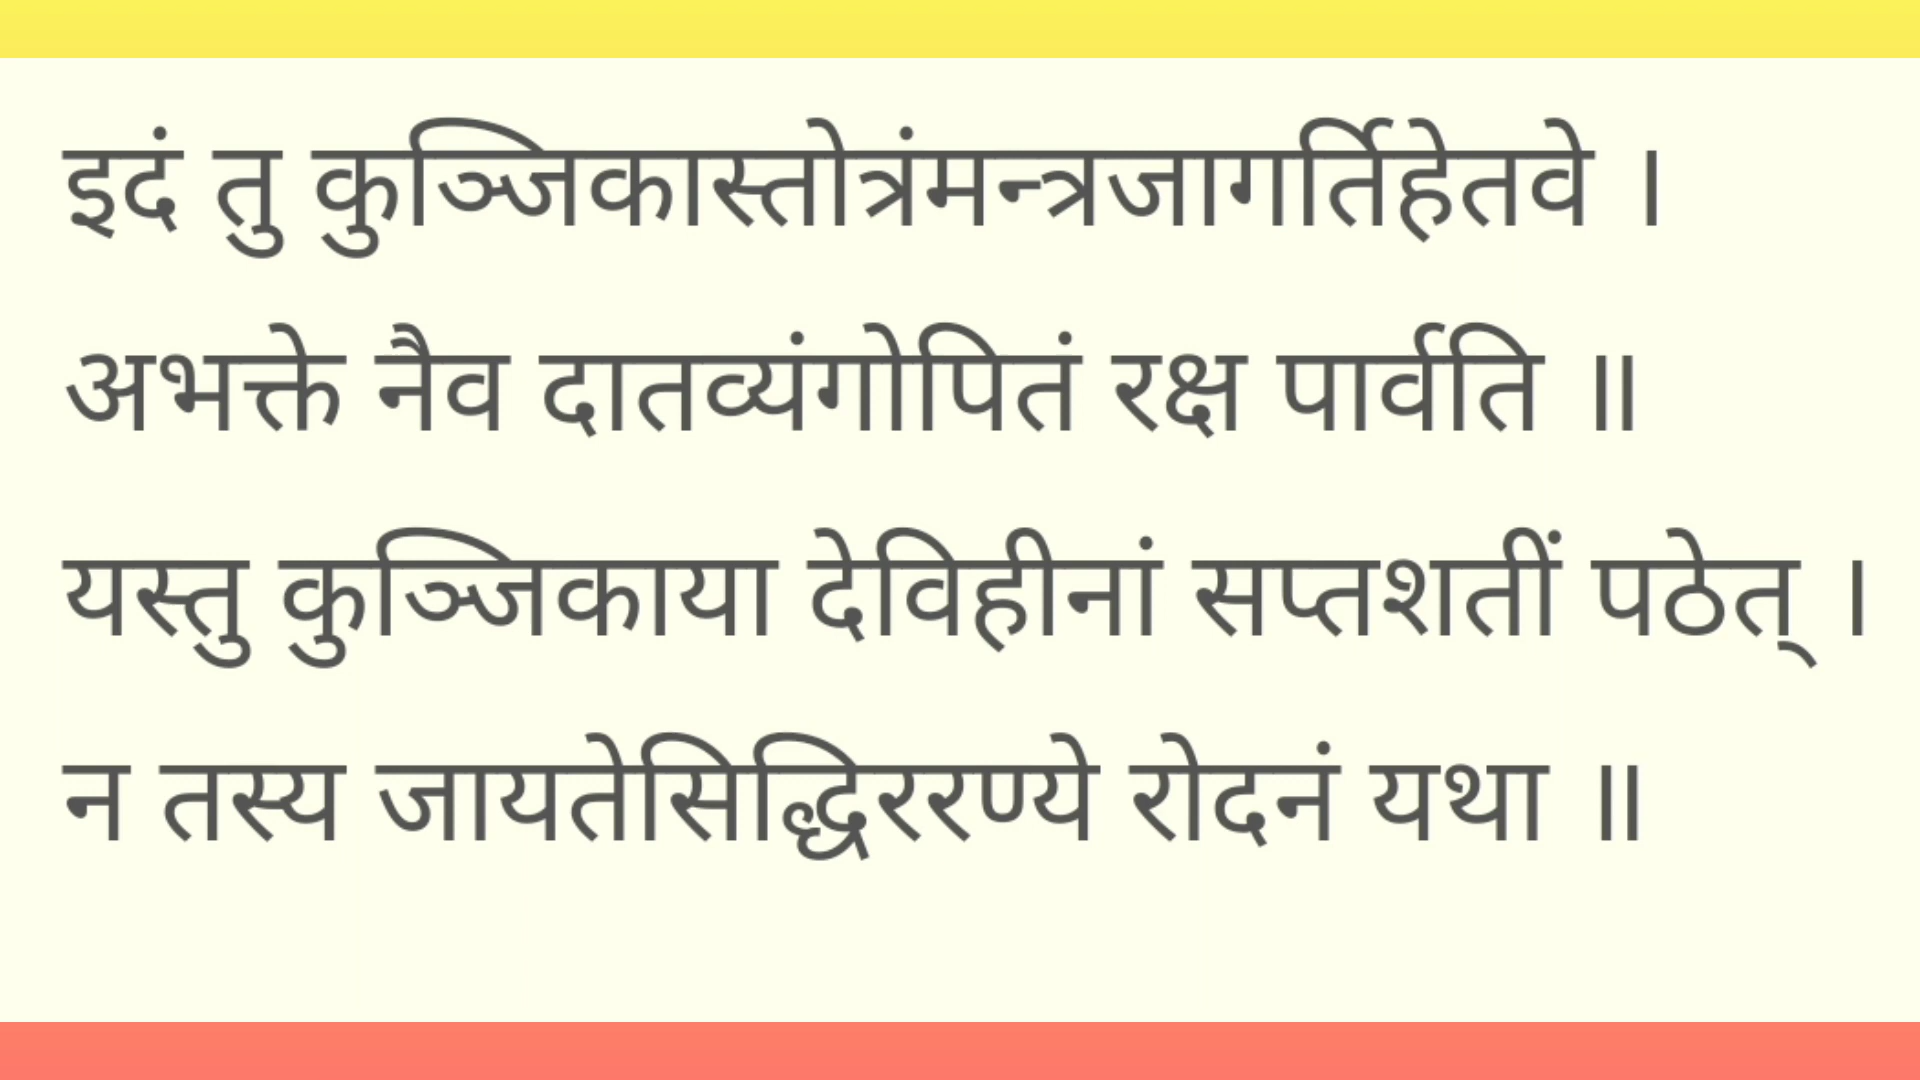 इदं तु कुञ्जिकास्तोत्रंमन्त्रजागर्तिहेतवे ।
अभक्ते नैव दातव्यंगोपितं रक्ष पार्वति ॥
यस्तु कुञ्जिकाया देविहीनां सप्तशतीं पठेत् ।
न तस्य जायतेसिद्धिररण्ये रोदनं यथा ॥